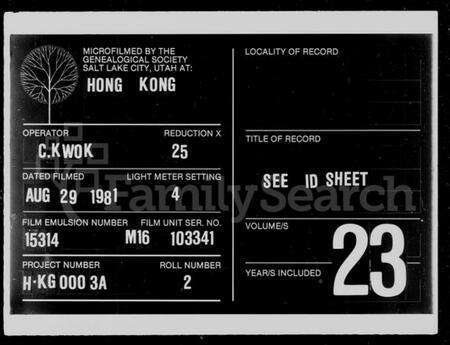 MICROFILMED BY THE
GENEALOGICAL SOCIETY
SALT LAKE CITY, UTAH AT:
HONG KONG
OPERATOR REDUCTION X
C.KWOK 25
DATED FILMED LIGHT METER SETTING
AUG 29 1981 4
FILM EMULSION NUMBER FILM UNIT SER. NO.
15314 M16 103341
PROJECT NUMBER ROLL NUMBER
H-KG 000 3A 2
LOCALITY OF RECORD
TITLE OF RECORD
SEE ID SHEET
VOLUME/S
23
YEAR/S INCLUDED
FamilySearch